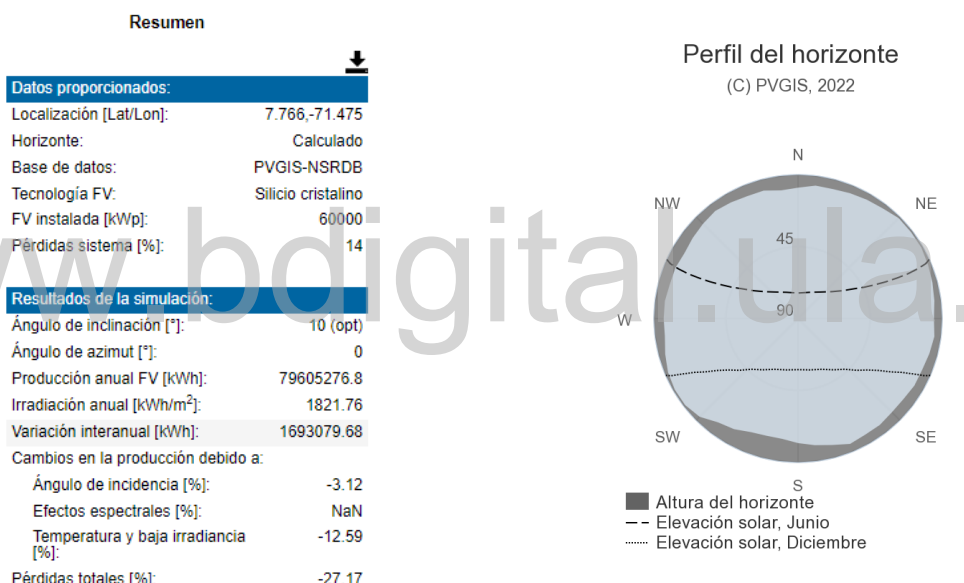 Resumen
Datos proporcionados:
Localización [Lat/Lon]: 7.766,-71.475
Horizonte: Calculado
Base de datos: PVGIS-NSRDB
Tecnología FV: Silicio cristalino
FV instalada [kWp]: 60000
Pérdidas sistema [%]: 14
Resultados de la simulación:
Ángulo de inclinación [°]: 10 (opt)
Ángulo de azimut [°]: 0
Producción anual FV [kWh]: 79605276.8
Irradiación anual [kWh/m²]: 1821.76
Variación interanual [kWh]: 1693079.68
Cambios en la producción debido a:
Ángulo de incidencia [%]: -3.12
Efectos espectrales [%]: NaN
Temperatura y baja irradiancia -12.59
[%]:
Pérdidas totales [%]: -27.17
Perfil del horizonte
(C) PVGIS, 2022
N
NW NE
45
90
W
SW SE
S
Altura del horizonte
Elevación solar, Junio
Elevación solar, Diciembre
w.bdigital.ula.